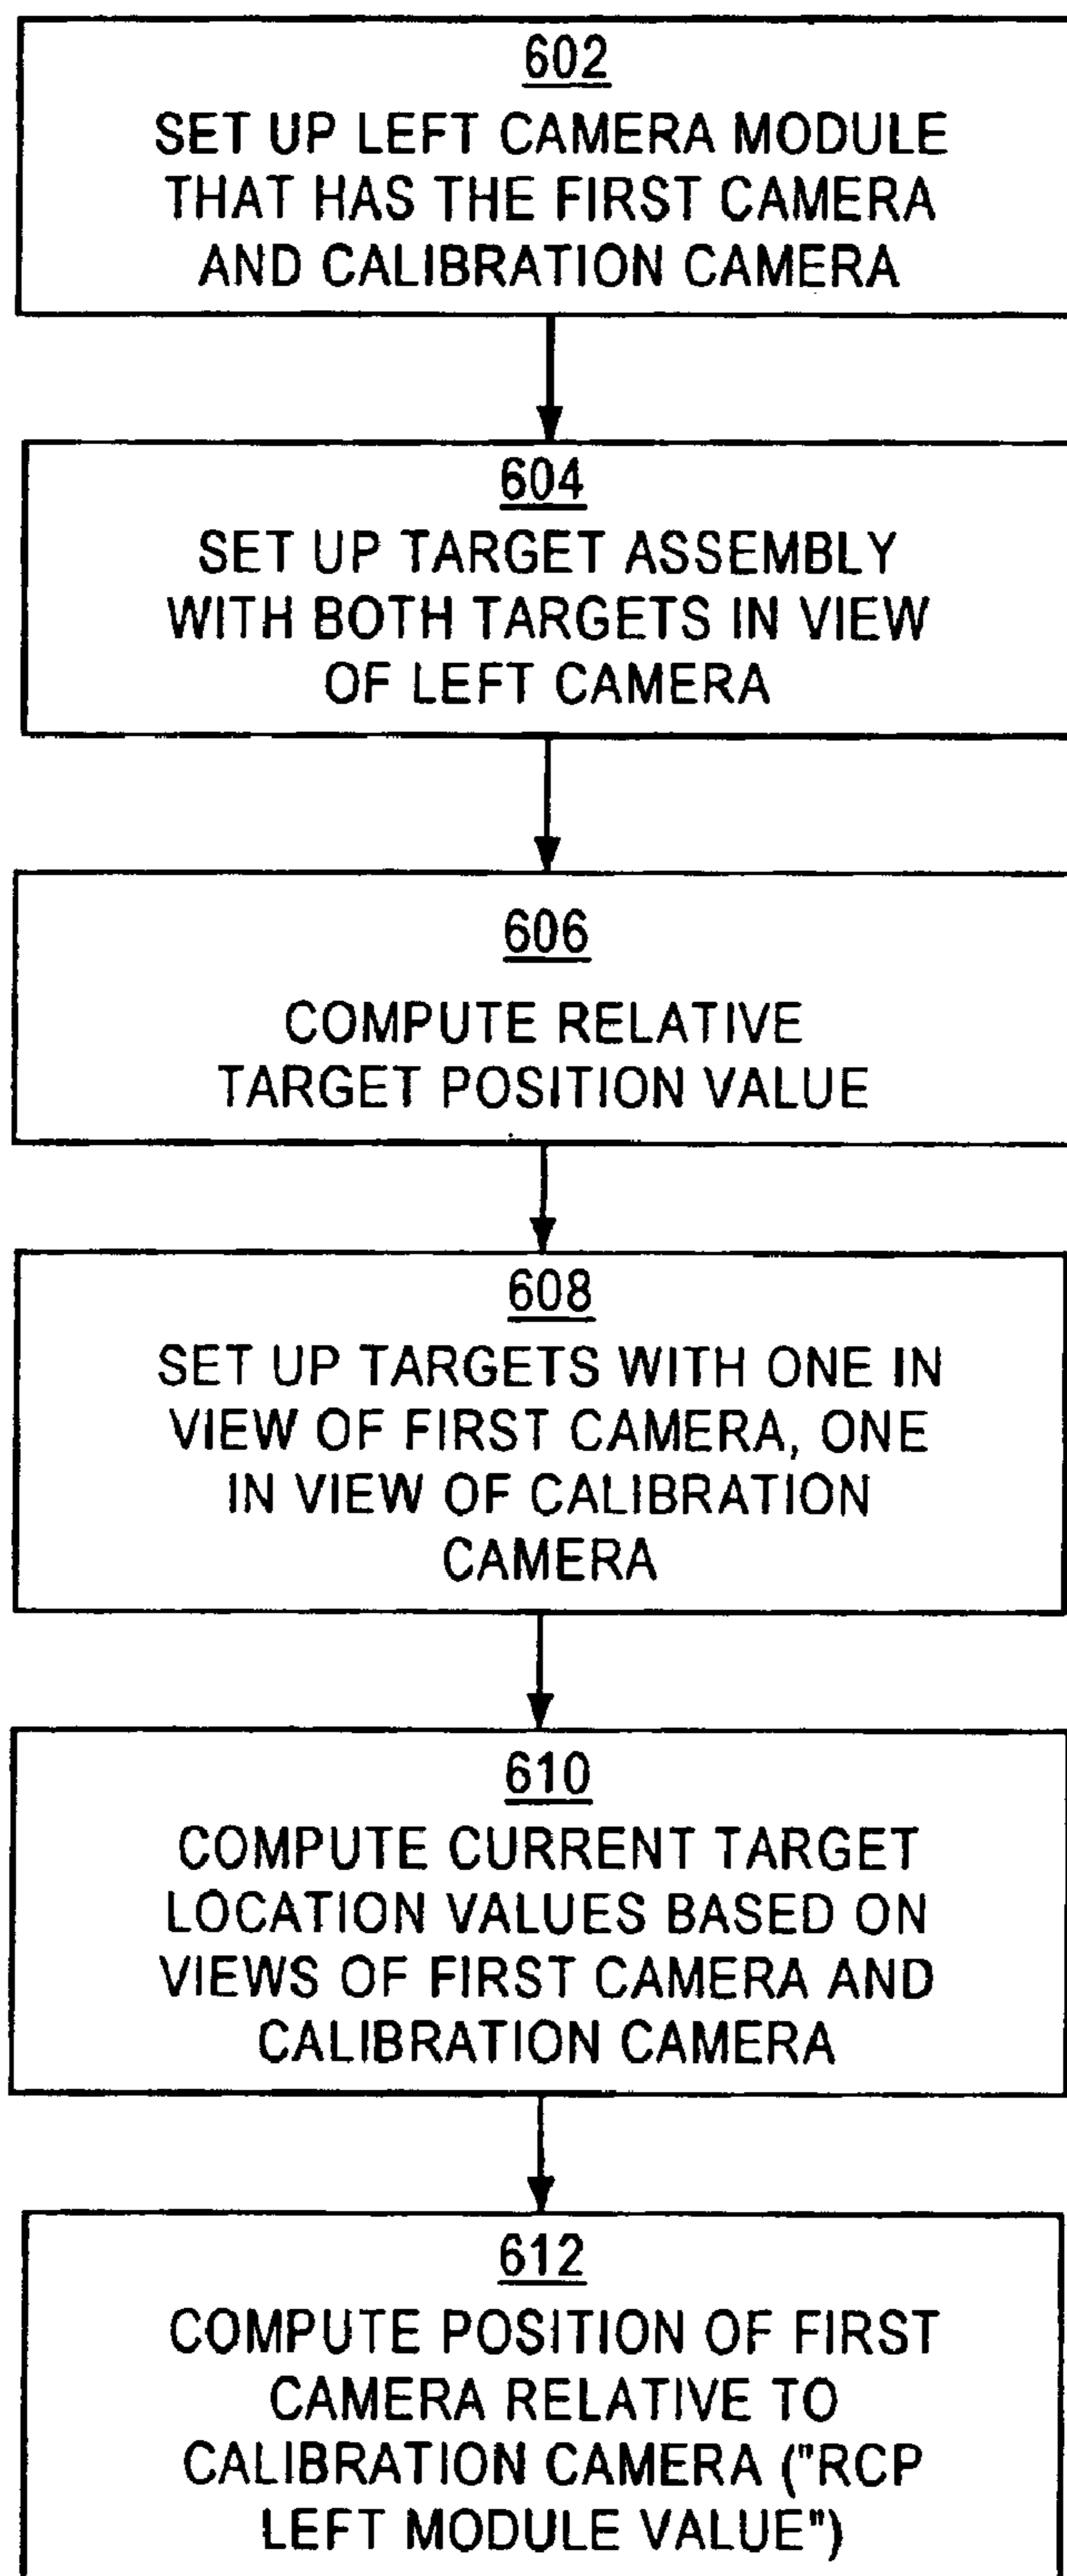 602
SET UP LEFT CAMERA MODULE
THAT HAS THE FIRST CAMERA
AND CALIBRATION CAMERA
604
SET UP TARGET ASSEMBLY
WITH BOTH TARGETS IN VIEW
OF LEFT CAMERA
606
COMPUTE RELATIVE
TARGET POSITION VALUE
608
SET UP TARGETS WITH ONE IN
VIEW OF FIRST CAMERA, ONE
IN VIEW OF CALIBRATION
CAMERA
610
COMPUTE CURRENT TARGET
LOCATION VALUES BASED ON
VIEWS OF FIRST CAMERA AND
CALIBRATION CAMERA
612
COMPUTE POSITION OF FIRST
CAMERA RELATIVE TO
CALIBRATION CAMERA ("RCP
LEFT MODULE VALUE")